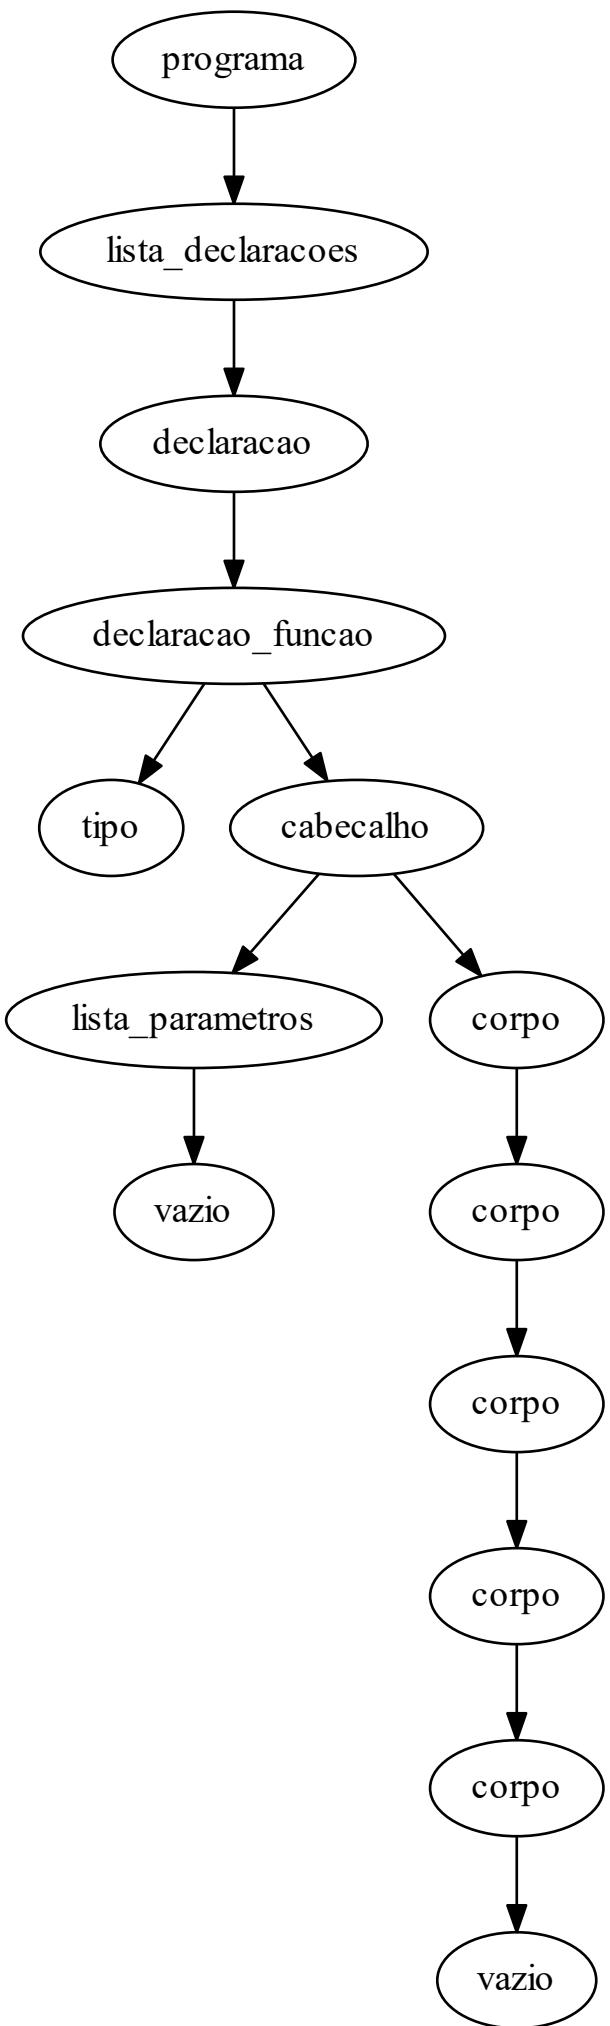 programa
lista_declaracoes
declaracao
declaracao_funcao
tipo
cabecalho
lista_parametros
corpo
vazio
corpo
corpo
corpo
corpo
vazio